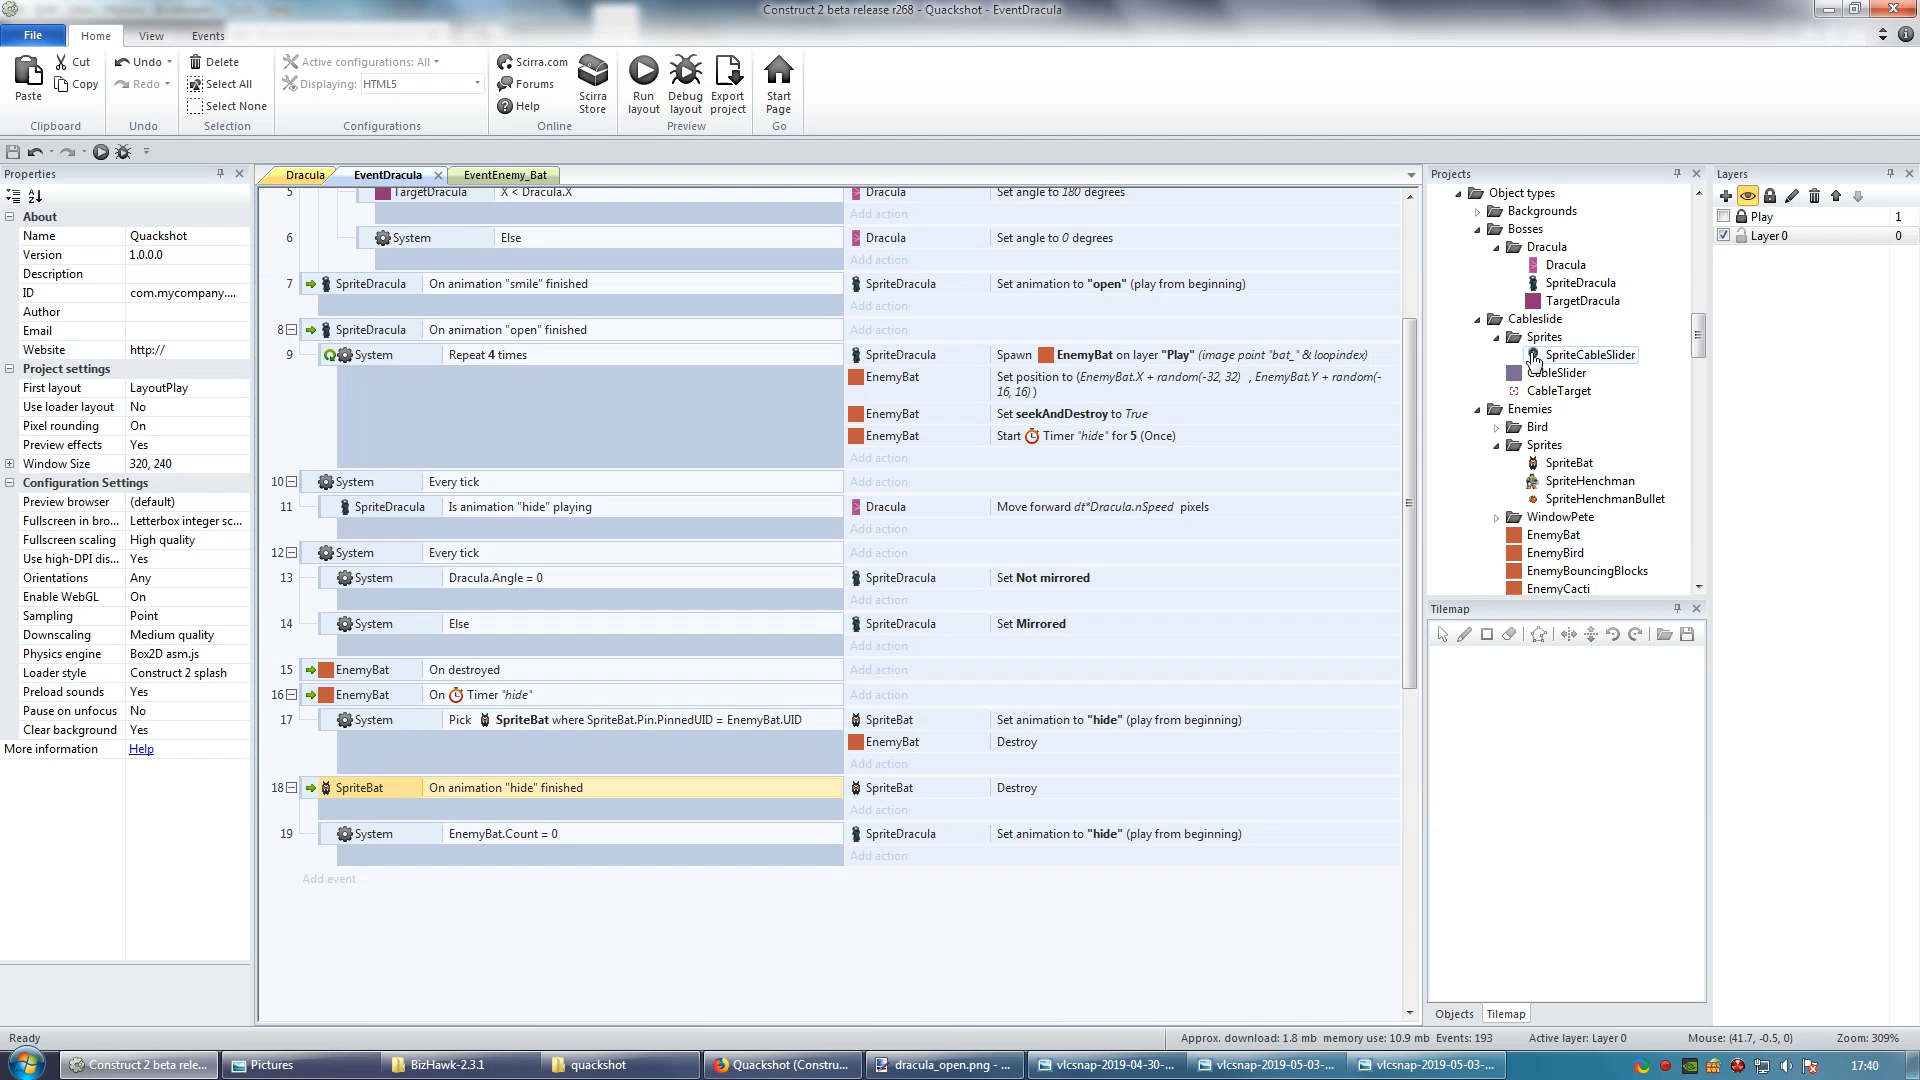 Construct 2 beta release r268 - Quackshot - EventDracula
File Home View Events
Paste
Cut
Copy
Clipboard
Undo
Redo
Undo
Delete
Select All
Select None
Selection
Active configurations: All
Displaying: HTML5
Configurations
Scirra.com
Forums
Help
Scirra Store
Online
Run layout
Debug layout
Export project
Preview
Start Page
Go
Properties
About
Name Quackshot
Version 1.0.0.0
Description
ID com.mycompany....
Author
Email
Website http://
Project settings
First layout LayoutPlay
Use loader layout No
Pixel rounding On
Preview effects Yes
Window Size 320, 240
Configuration Settings
Preview browser (default)
Fullscreen in bro... Letterbox integer sc...
Fullscreen scaling High quality
Use high-DPI dis... Yes
Orientations Any
Enable WebGL On
Sampling Point
Downscaling Medium quality
Physics engine Box2D asm.js
Loader style Construct 2 splash
Preload sounds Yes
Pause on unfocus No
Clear background Yes
More information Help
Dracula EventDracula EventEnemy_Bat
5 TargetDracula X < Dracula.X Dracula Set angle to 180 degrees
Add action
6 System Else Dracula Set angle to 0 degrees
Add action
7 SpriteDracula On animation "smile" finished SpriteDracula Set animation to "open" (play from beginning)
Add action
8 SpriteDracula On animation "open" finished Add action
9 System Repeat 4 times SpriteDracula Spawn EnemyBat on layer "Play" (image point "bat_" & loopindex)
EnemyBat Set position to (EnemyBat.X + random(-32, 32) , EnemyBat.Y + random(-
16, 16) )
EnemyBat Set seekAndDestroy to True
EnemyBat Start Timer "hide" for 5 (Once)
Add action
10 System Every tick Add action
11 SpriteDracula Is animation "hide" playing Dracula Move forward dt*Dracula.nSpeed pixels
Add action
12 System Every tick Add action
13 System Dracula.Angle = 0 SpriteDracula Set Not mirrored
Add action
14 System Else SpriteDracula Set Mirrored
Add action
15 EnemyBat On destroyed Add action
16 EnemyBat On Timer "hide" Add action
17 System Pick SpriteBat where SpriteBat.Pin.PinnedUID = EnemyBat.UID SpriteBat Set animation to "hide" (play from beginning)
EnemyBat Destroy
Add action
18 SpriteBat On animation "hide" finished SpriteBat Destroy
Add action
19 System EnemyBat.Count = 0 SpriteDracula Set animation to "hide" (play from beginning)
Add action
Add event
Projects
Object types
Backgrounds
Bosses
Dracula
Dracula
SpriteDracula
TargetDracula
Cableslide
Sprites
SpriteCableSlider
CableSlider
CableTarget
Enemies
Bird
Sprites
SpriteBat
SpriteHenchman
SpriteHenchmanBullet
WindowPete
EnemyBat
EnemyBird
EnemyBouncingBlocks
EnemyCacti
Tilemap
Objects Tilemap
Layers
Play 1
Layer 0 0
Ready Approx. download: 1.8 mb memory use: 10.9 mb Events: 193 Active layer: Layer 0 Mouse: (41.7, -0.5, 0) Zoom: 309%
Construct 2 beta rele... Pictures BizHawk-2.3.1 quackshot Quackshot (Constru... dracula_open.png - ... vlcsnap-2019-04-30-... vlcsnap-2019-05-03-... vlcsnap-2019-05-03-... 17:40